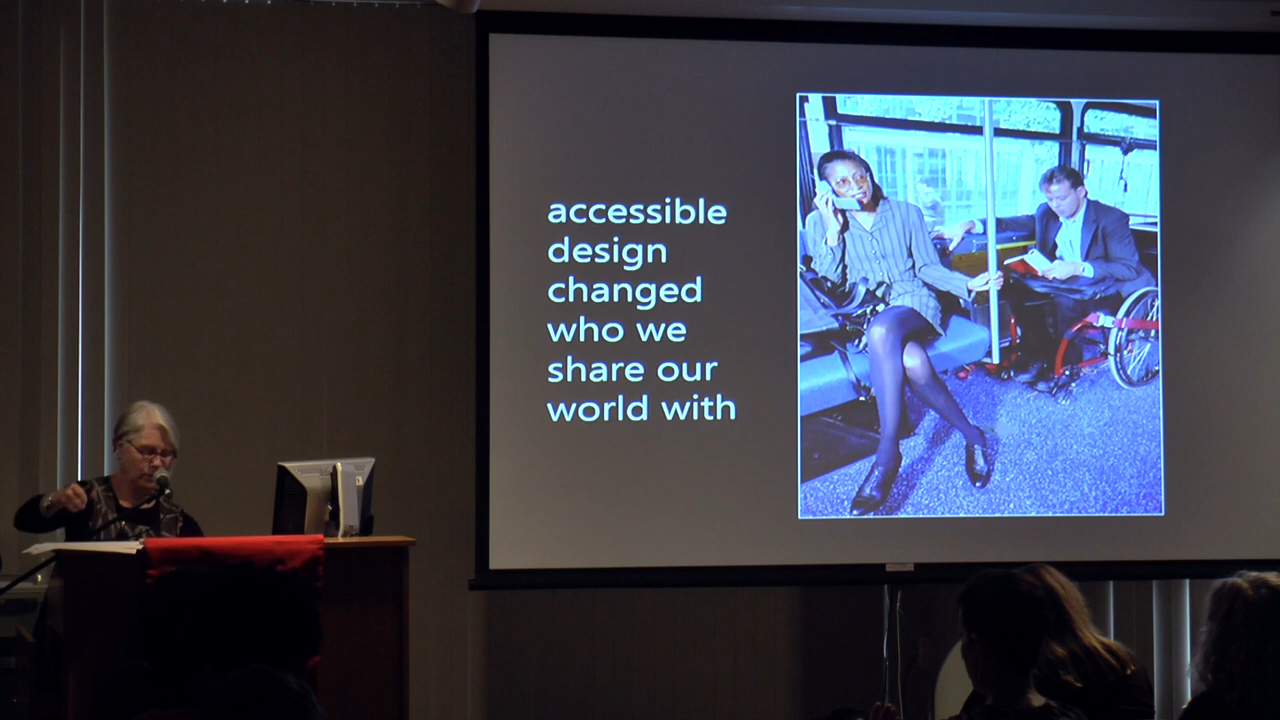 accessible
design
changed
who we
share our
world with